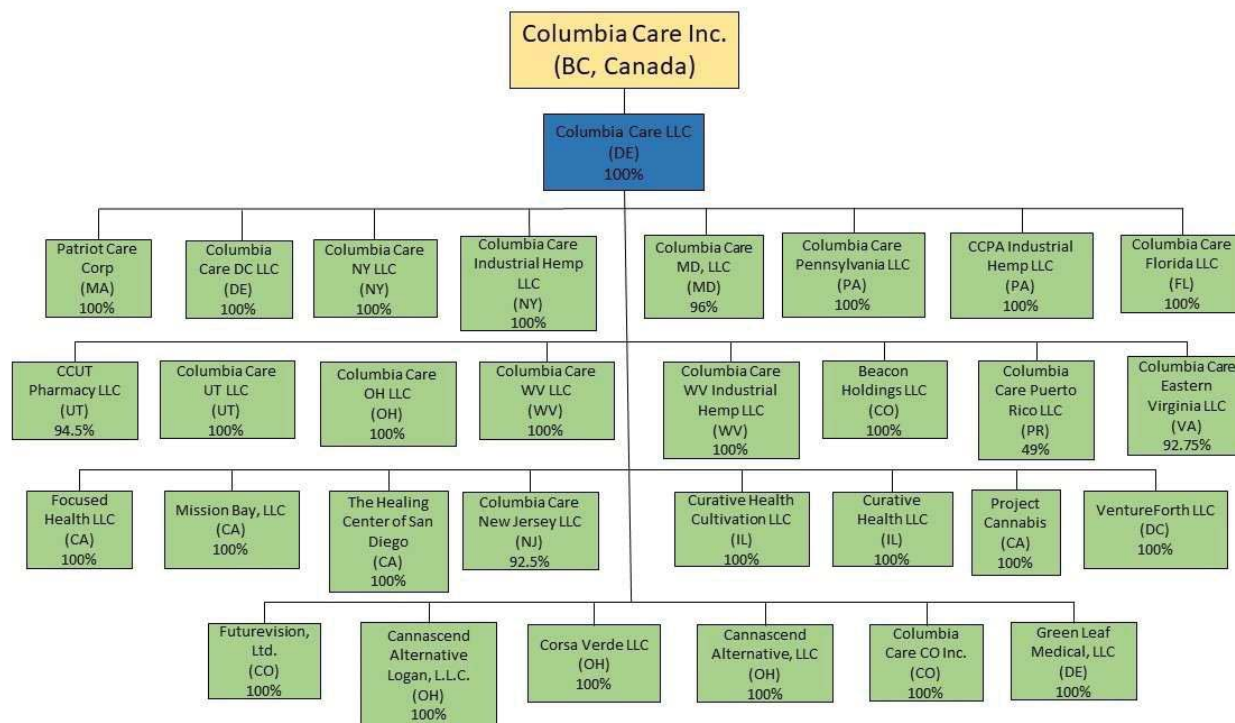 Columbia Care Inc.
(BC, Canada)
Columbia Care LLC
(DE)
100%
Patriot Care
Corp
(MA)
100%
Columbia
Care DC LLC
(DE)
100%
Columbia Care
NY LLC
(NY)
100%
Columbia Care
Industrial Hemp
LLC
(NY)
100%
Columbia Care
MD, LLC
(MD)
96%
Columbia Care
Pennsylvania LLC
(PA)
100%
CCPA Industrial
Hemp LLC
(PA)
100%
Columbia Care
Florida LLC
(FL)
100%
CCUT
Pharmacy LLC
(UT)
94.5%
Columbia Care
UT LLC
(UT)
100%
Columbia Care
OH LLC
(OH)
100%
Columbia Care
WV LLC
(WV)
100%
Columbia Care
WV Industrial
Hemp LLC
(WV)
100%
Beacon
Holdings LLC
(CO)
100%
Columbia
Care Puerto
Rico LLC
(PR)
49%
Columbia Care
Eastern
Virginia LLC
(VA)
92.75%
Focused
Health LLC
(CA)
100%
Mission Bay, LLC
(CA)
100%
The Healing
Center of San
Diego
(CA)
100%
Columbia Care
New Jersey LLC
(NJ)
92.5%
Curative Health
Cultivation LLC
(IL)
100%
Curative
Health LLC
(IL)
100%
Project
Cannabis
(CA)
100%
VentureForth LLC
(DC)
100%
Futurevision,
Ltd.
(CO)
100%
Cannascend
Alternative
Logan, L.L.C.
(OH)
100%
Corsa Verde LLC
(OH)
100%
Cannascend
Alternative, LLC
(OH)
100%
Columbia
Care CO Inc.
(CO)
100%
Green Leaf
Medical, LLC
(DE)
100%